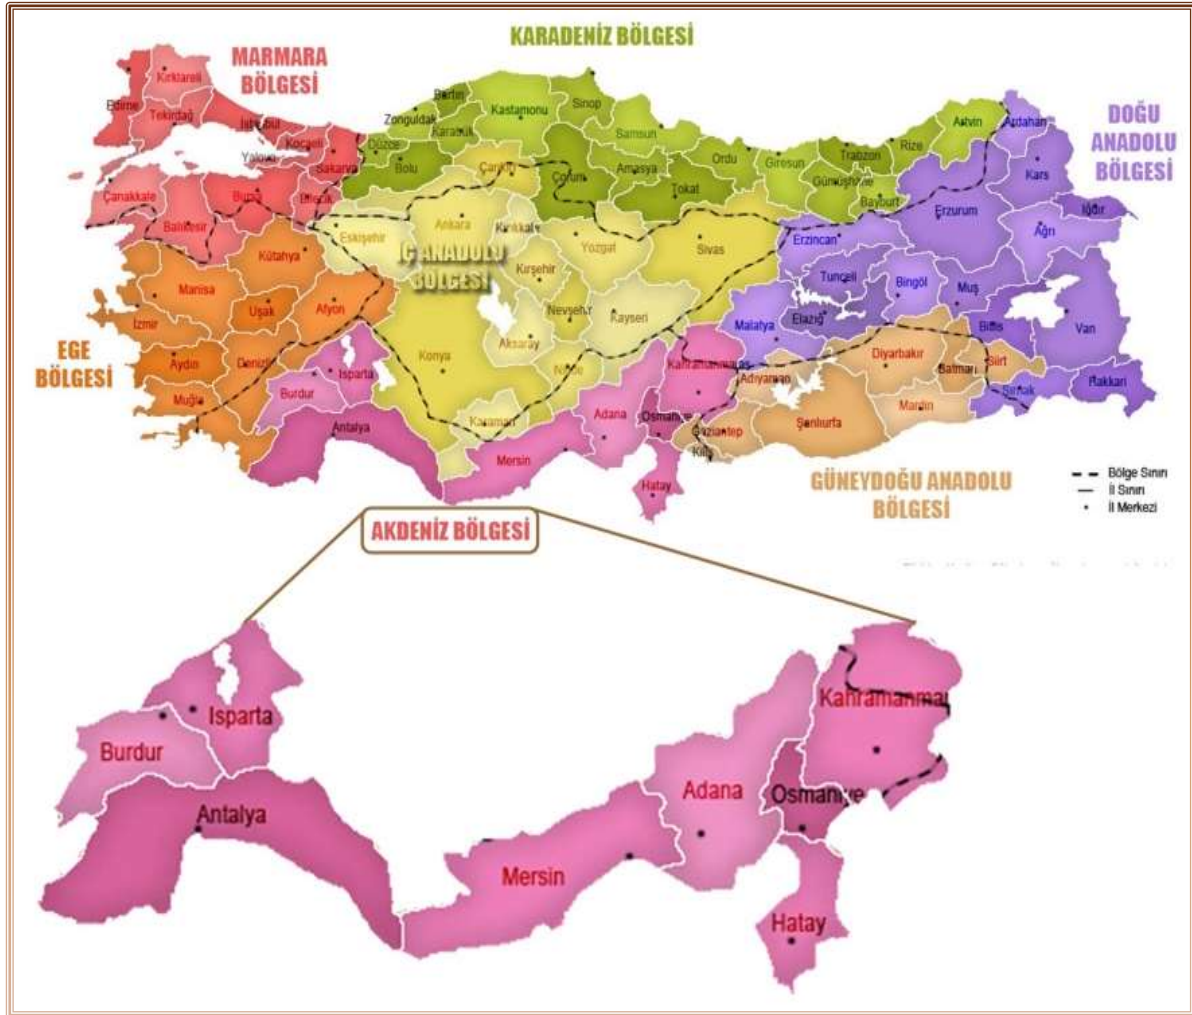 KARADENİZ BÖLGESİ
MARMARA
BÖLGESİ
DOĞU
ANADOLU
BÖLGESİ
Kırklareli
Edirne
Tekirdağ
İstanbul
Kocaeli
Yalova
Sakarya
Çanakkale
Bursa
Bilecik
Balıkesir
Bartın
Zonguldak
Karabük
Kastamonu
Sinop
Düzce
Bolu
Çankırı
Çorum
Samsun
Amasya
Tokat
Ordu
Giresun
Trabzon
Rize
Artvin
Gümüşhane
Bayburt
Ardahan
Kars
Iğdır
Erzurum
Ağrı
Erzincan
Tunceli
Bingöl
Muş
Elazığ
Malatya
Bitlis
Van
Hakkari
Şırnak
Eskişehir
Ankara
Kırıkkale
Yozgat
Sivas
İÇ ANADOLU
BÖLGESİ
Kırşehir
Nevşehir
Kayseri
Aksaray
Konya
Niğde
Karaman
Kütahya
Manisa
Uşak
Afyon
İzmir
Aydın
Denizli
Muğla
EGE
BÖLGESİ
Isparta
Burdur
Antalya
Mersin
Adana
Osmaniye
Kahramanmaraş
Hatay
Adıyaman
Diyarbakır
Batman
Siirt
Mardin
Şanlıurfa
Gaziantep
Kilis
GÜNEYDOĞU ANADOLU
BÖLGESİ
Bölge Sınırı
İl Sınırı
İl Merkezi
AKDENİZ BÖLGESİ
Isparta
Burdur
Antalya
Mersin
Adana
Osmaniye
Kahramanmar
Hatay